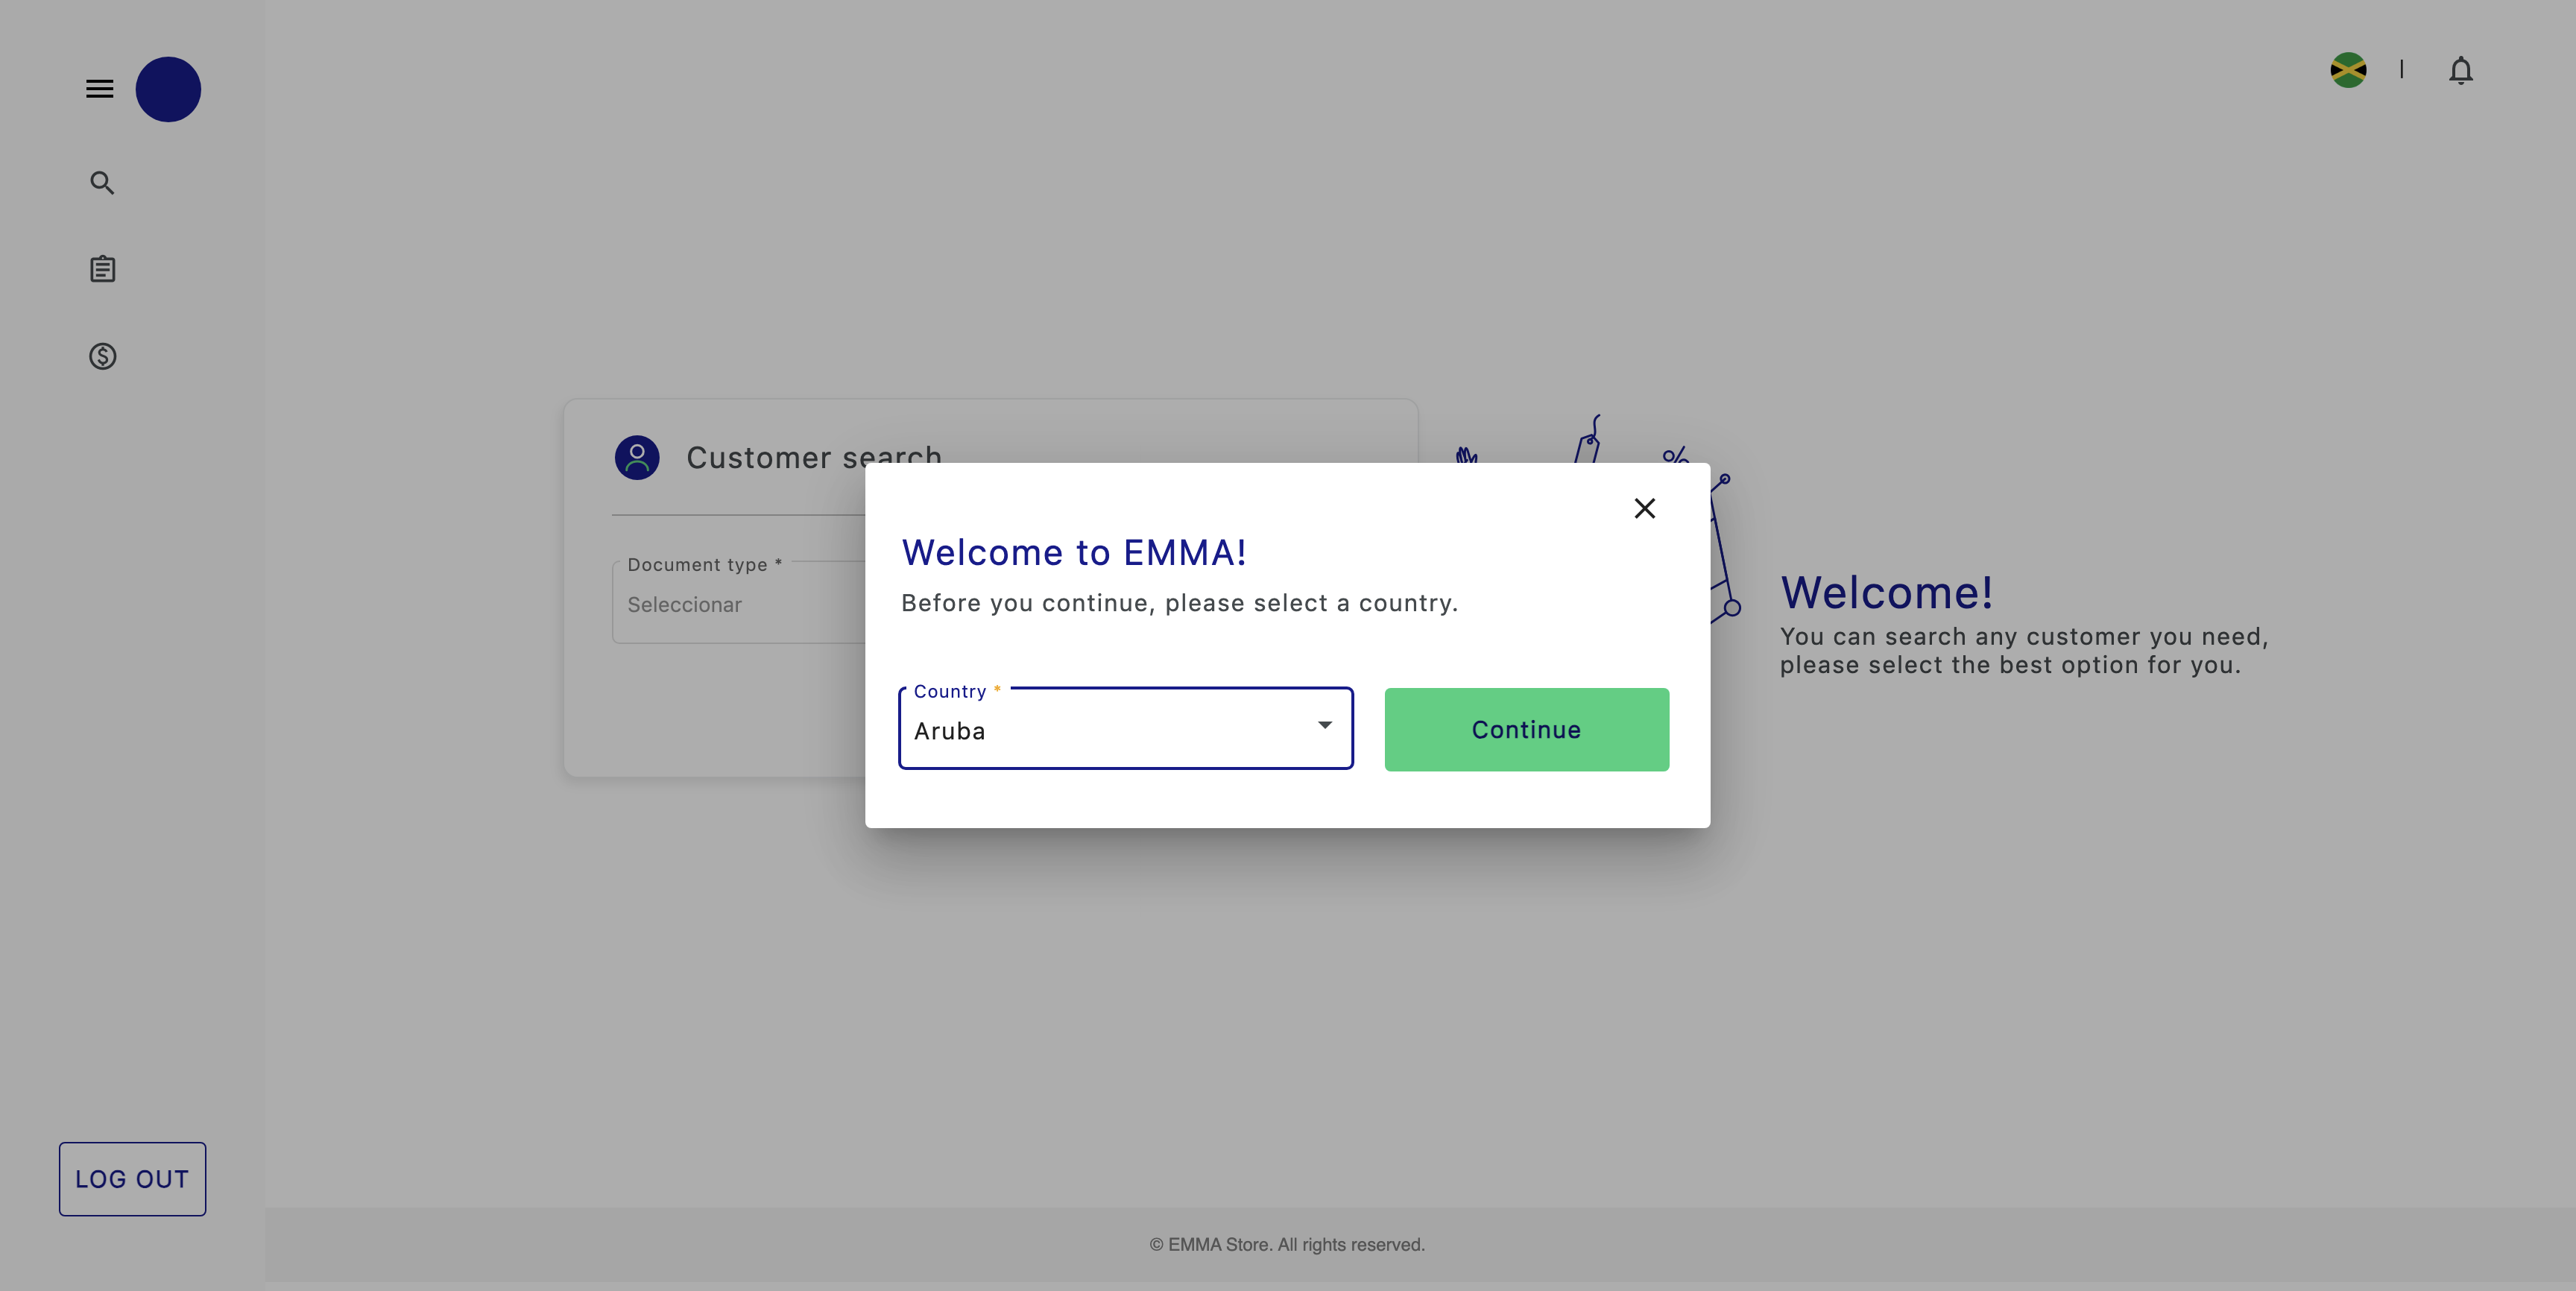 Customer search
Document type *
Seleccionar
Welcome to EMMA!
Before you continue, please select a country.
Country *
Aruba
Continue
Welcome!
You can search any customer you need,
please select the best option for you.
LOG OUT
© EMMA Store. All rights reserved.